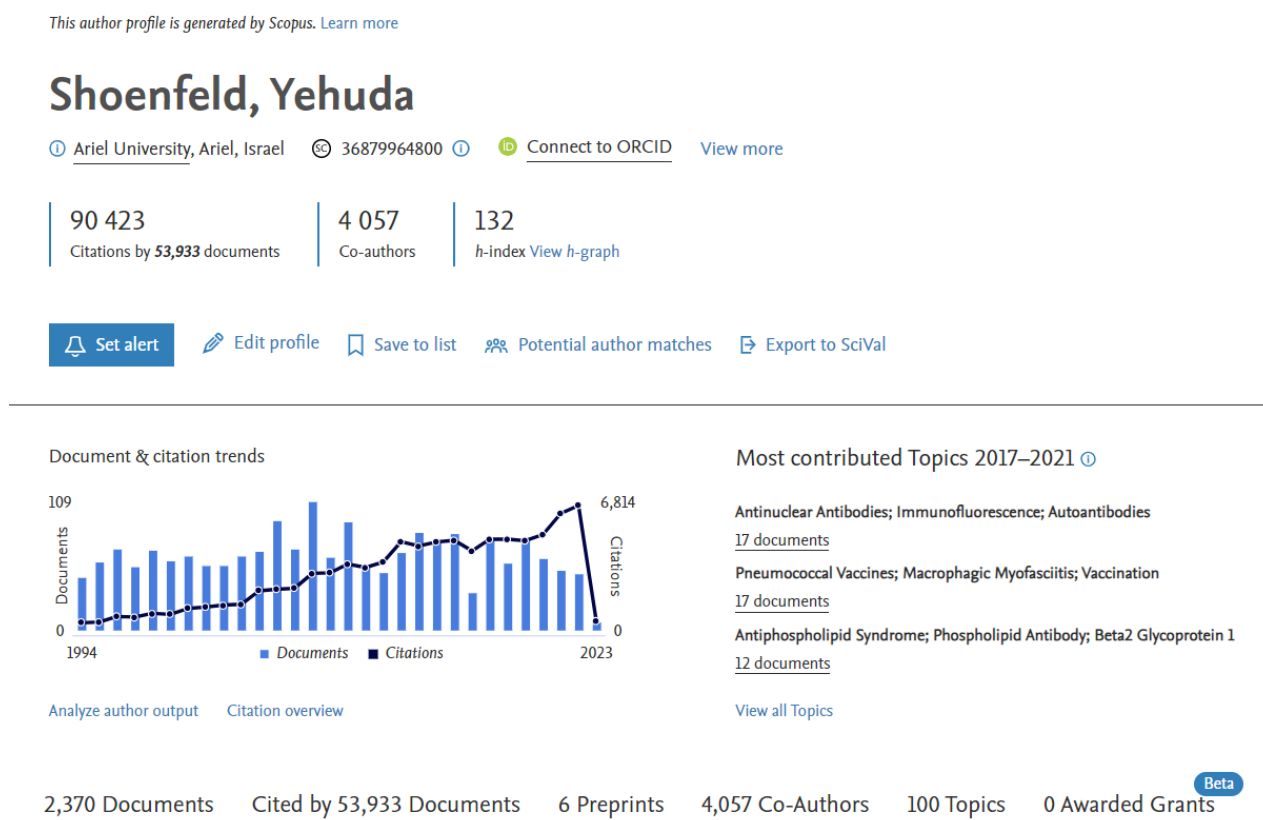 This author profile is generated by Scopus. Learn more
Shoenfeld, Yehuda
Ariel University, Ariel, Israel SC 36879964800 iD Connect to ORCID View more
90 423 4 057 132
Citations by 53,933 documents Co-authors h-index View h-graph
Set alert Edit profile Save to list Potential author matches Export to SciVal
Document & citation trends
109 6,814
Documents
Citations
0 0
1994 2023
Documents Citations
Analyze author output Citation overview
Most contributed Topics 2017–2021
Antinuclear Antibodies; Immunofluorescence; Autoantibodies
17 documents
Pneumococcal Vaccines; Macrophagic Myofasciitis; Vaccination
17 documents
Antiphospholipid Syndrome; Phospholipid Antibody; Beta2 Glycoprotein 1
12 documents
View all Topics
Beta
2,370 Documents Cited by 53,933 Documents 6 Preprints 4,057 Co-Authors 100 Topics 0 Awarded Grants